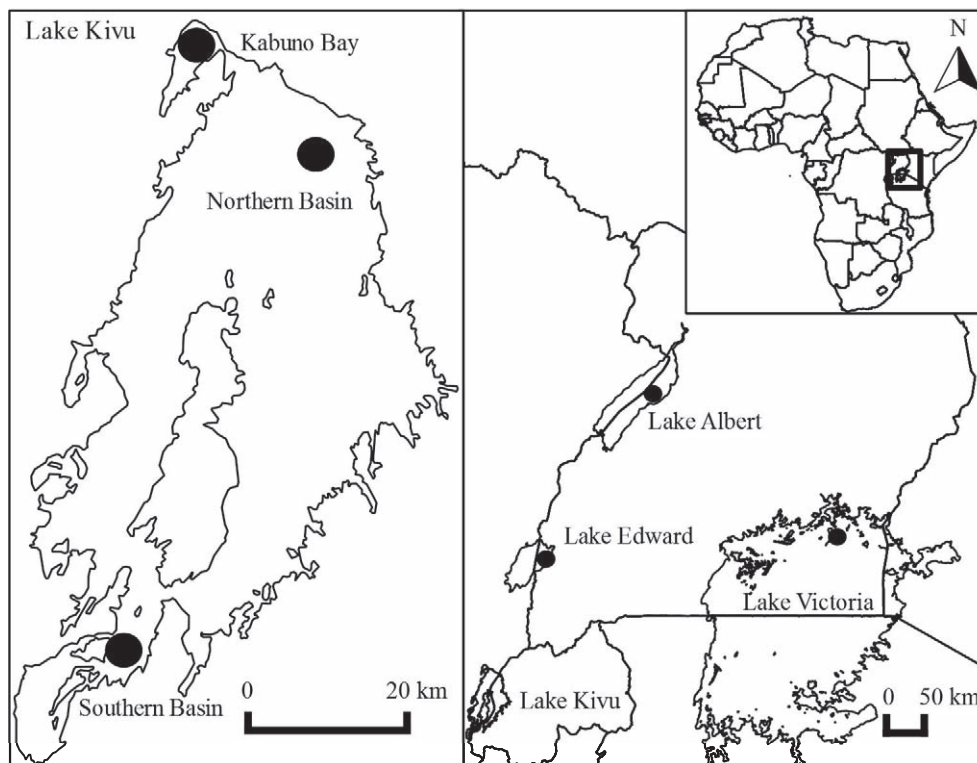 Lake Kivu
Kabuno Bay
Northern Basin
Southern Basin
0 20 km
N
Lake Albert
Lake Edward
Lake Victoria
Lake Kivu
0 50 km